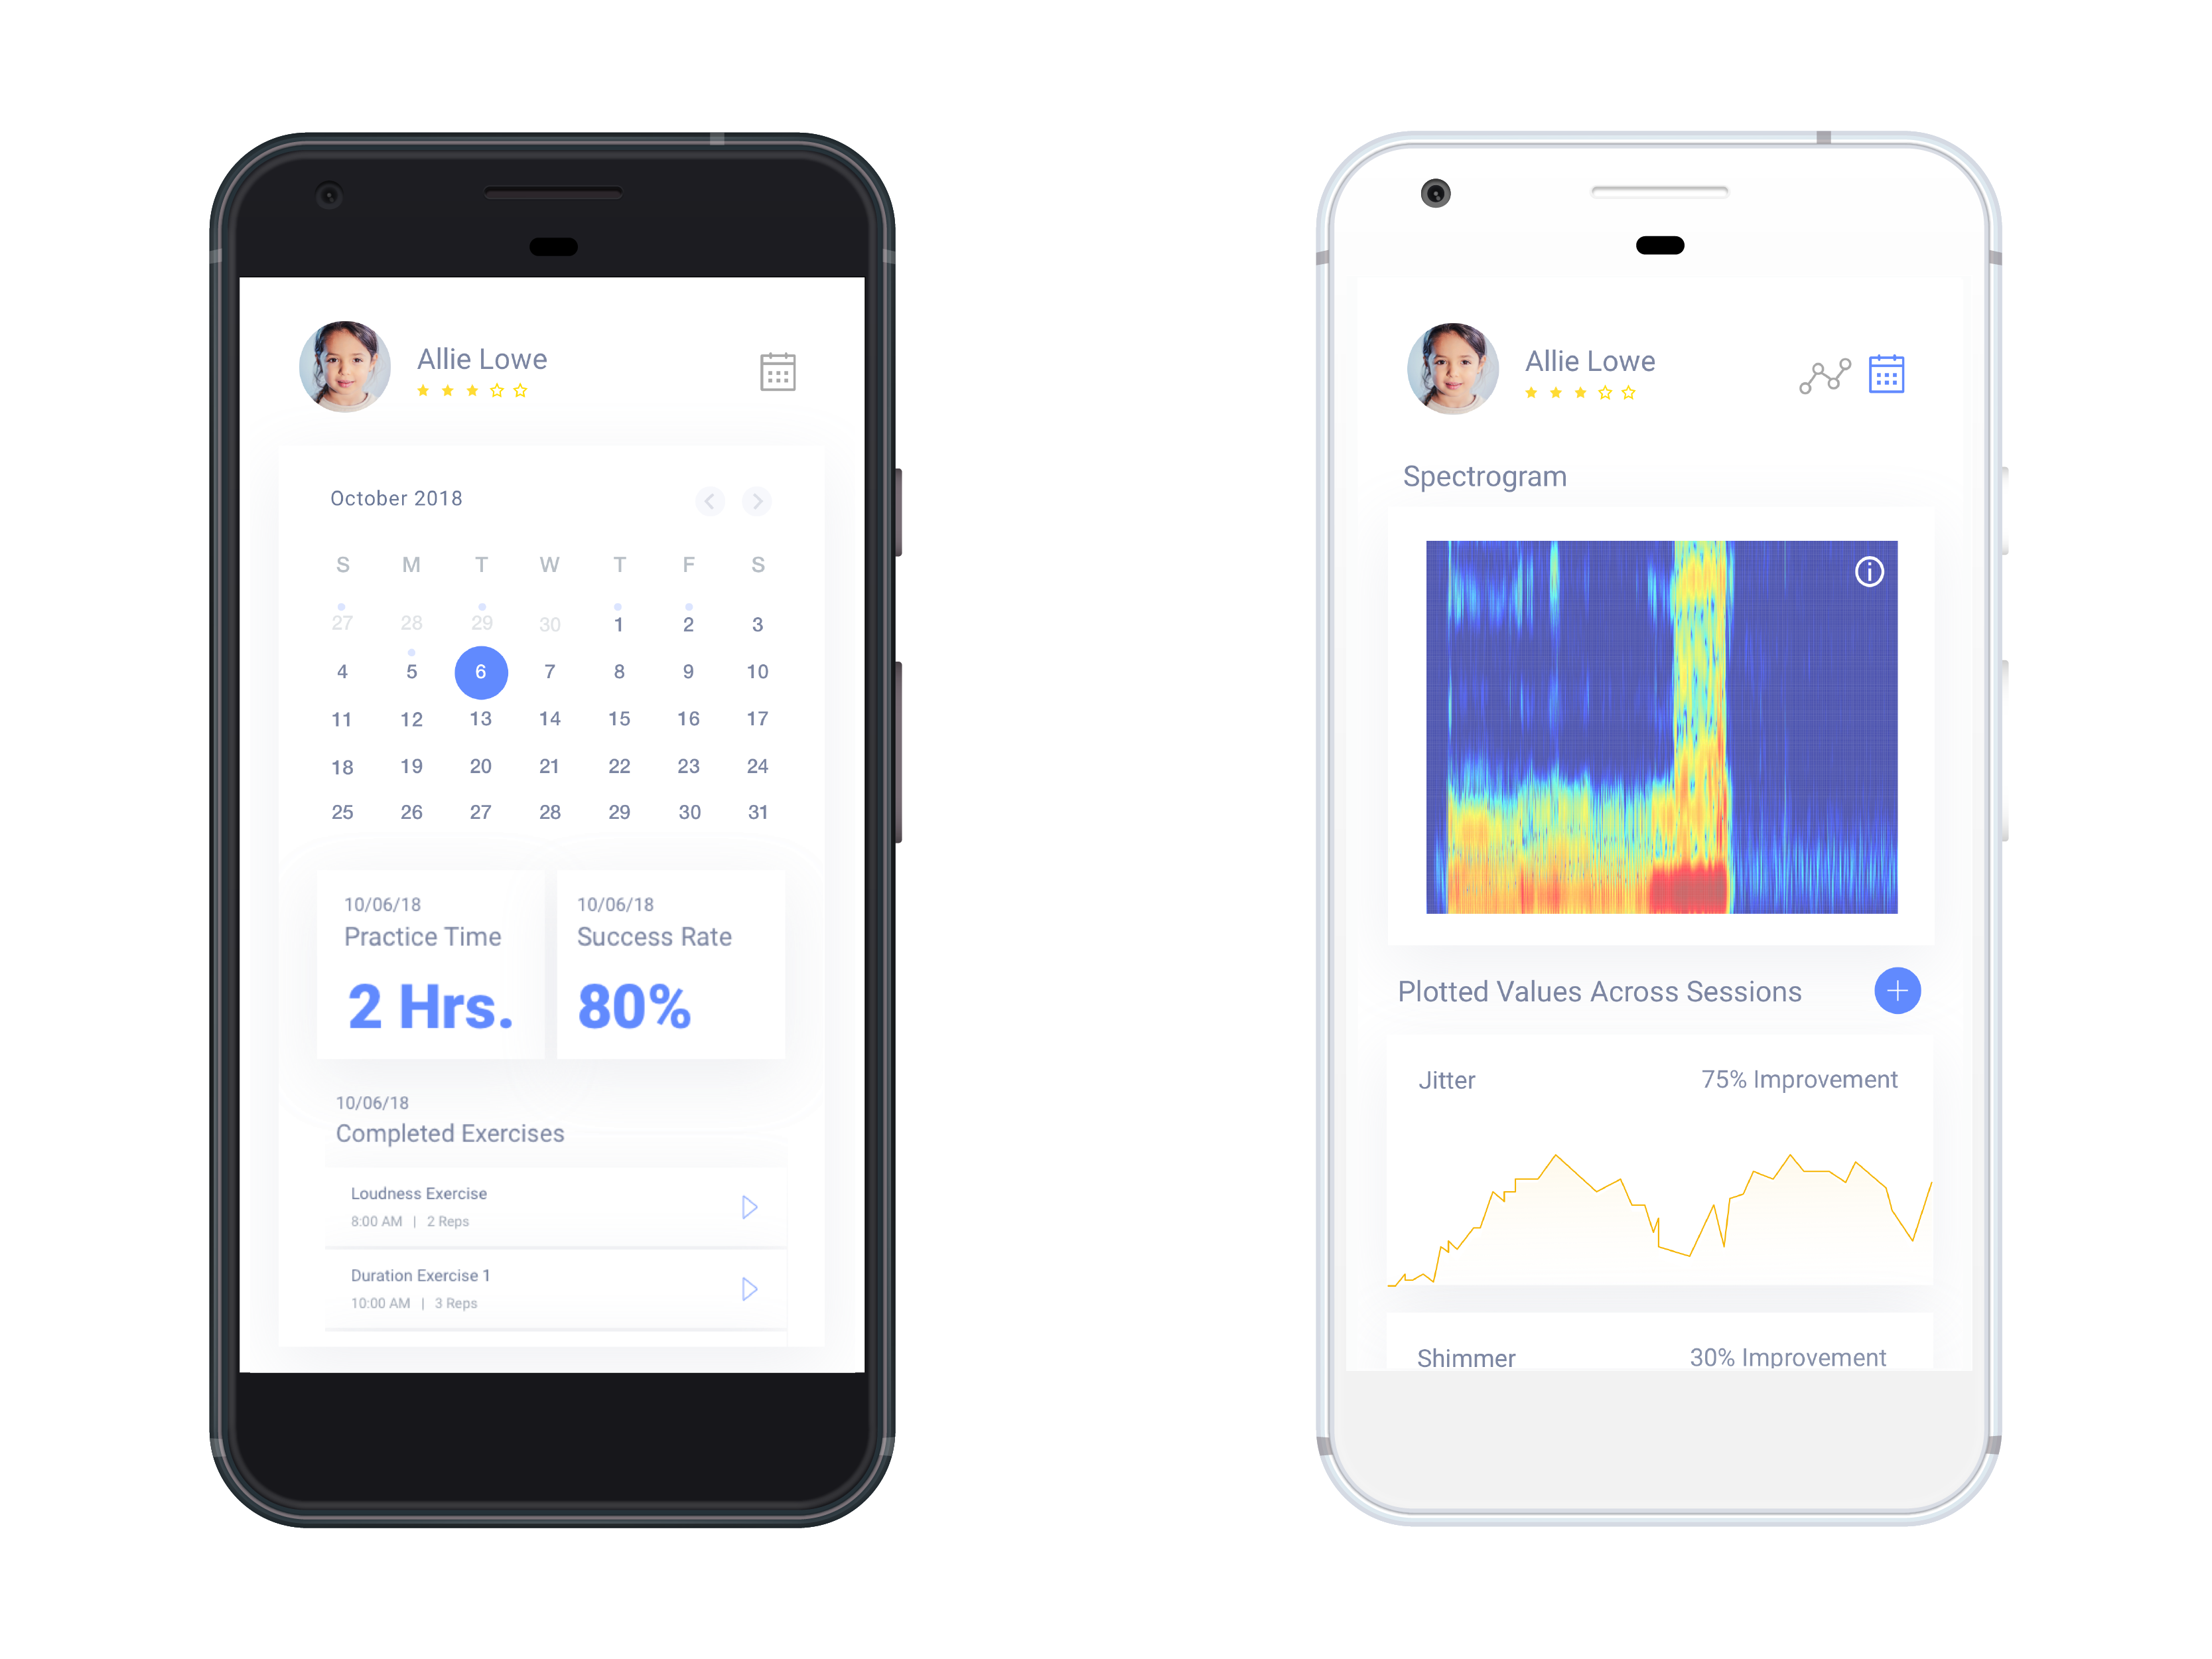 Allie Lowe
October 2018
S M T W T F S
27 28 29 30 1 2 3
4 5 6 7 8 9 10
11 12 13 14 15 16 17
18 19 20 21 22 23 24
25 26 27 28 29 30 31
10/06/18
Practice Time
2 Hrs.
10/06/18
Success Rate
80%
10/06/18
Completed Exercises
Loudness Exercise
8:00 AM | 2 Reps
Duration Exercise 1
10:00 AM | 3 Reps
Allie Lowe
Spectrogram
Plotted Values Across Sessions
Jitter 75% Improvement
Shimmer 30% Improvement